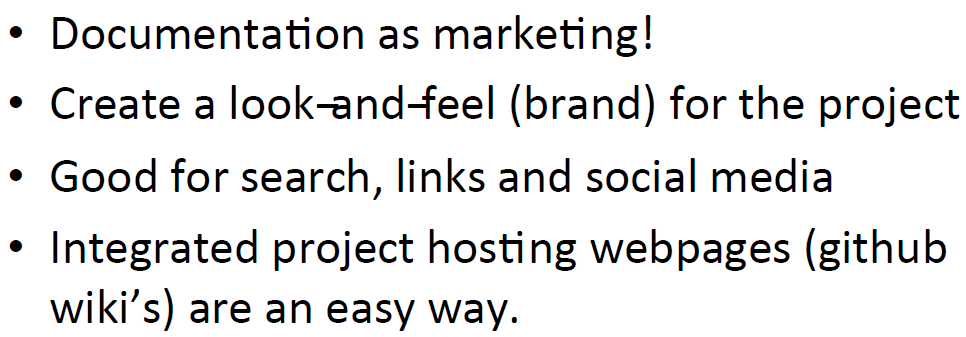 • Documentation as marketing!
• Create a look-and-feel (brand) for the project
• Good for search, links and social media
• Integrated project hosting webpages (github
wiki’s) are an easy way.